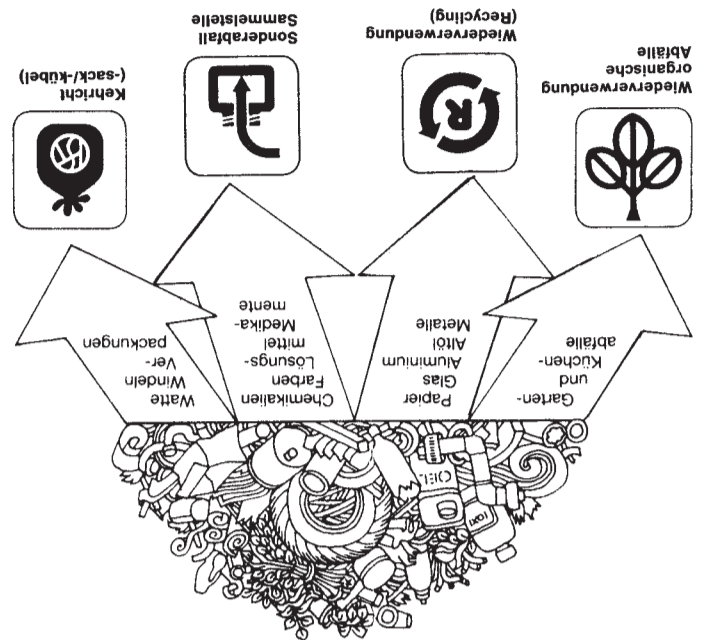 Garten-
und
Küchen-
abfälle
Papier
Glas
Aluminium
Altöl
Metalle
Chemikalien
Farben
Lösungs-
mittel
Medika-
mente
Watte
Windeln
Ver-
packungen
Wiederverwendung
organische
Abfälle
R
Wiederverwendung
(Recycling)
Sonderabfall
Sammelstelle
Kehricht
(-sack/-kübel)